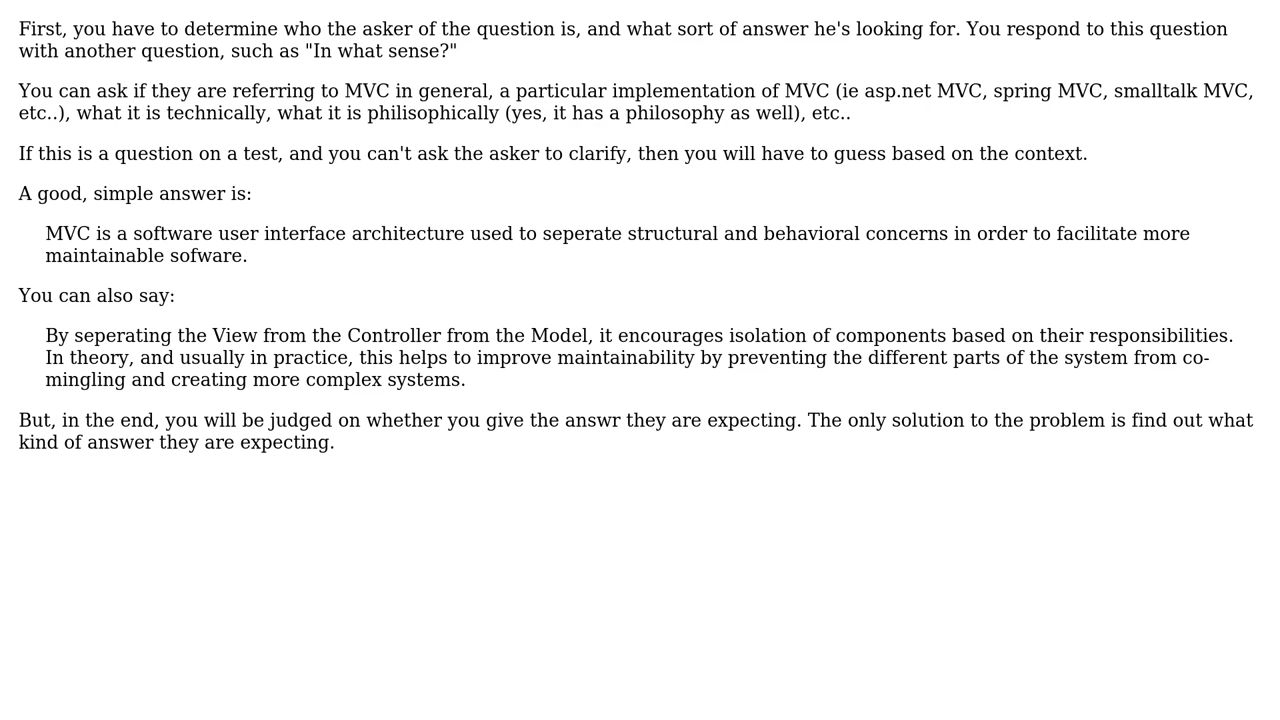 First, you have to determine who the asker of the question is, and what sort of answer he's looking for. You respond to this question
with another question, such as "In what sense?"
You can ask if they are referring to MVC in general, a particular implementation of MVC (ie asp.net MVC, spring MVC, smalltalk MVC,
etc..), what it is technically, what it is philisophically (yes, it has a philosophy as well), etc..
If this is a question on a test, and you can't ask the asker to clarify, then you will have to guess based on the context.
A good, simple answer is:
MVC is a software user interface architecture used to seperate structural and behavioral concerns in order to facilitate more
maintainable sofware.
You can also say:
By seperating the View from the Controller from the Model, it encourages isolation of components based on their responsibilities.
In theory, and usually in practice, this helps to improve maintainability by preventing the different parts of the system from co-
mingling and creating more complex systems.
But, in the end, you will be judged on whether you give the answr they are expecting. The only solution to the problem is find out what
kind of answer they are expecting.